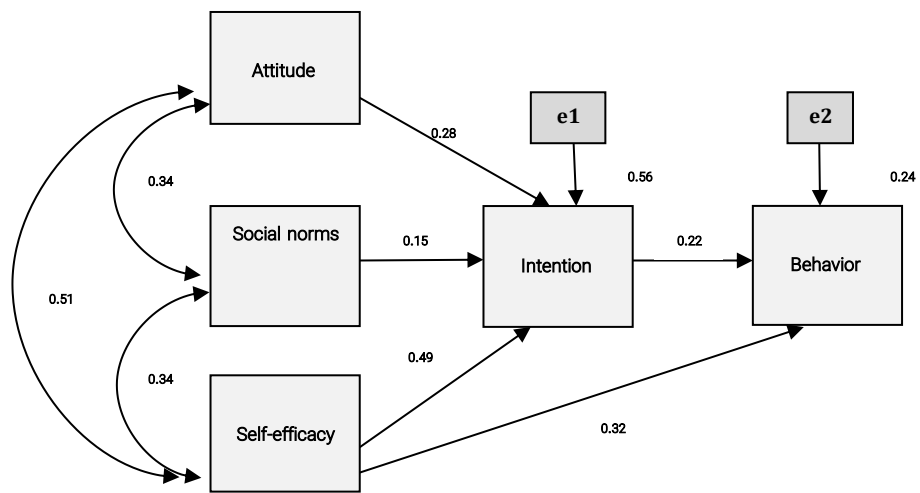 Attitude
e1
e2
0.28
0.34
0.56
0.24
Social norms
0.15
0.22
Intention
Behavior
0.51
0.34
0.49
Self-efficacy
0.32